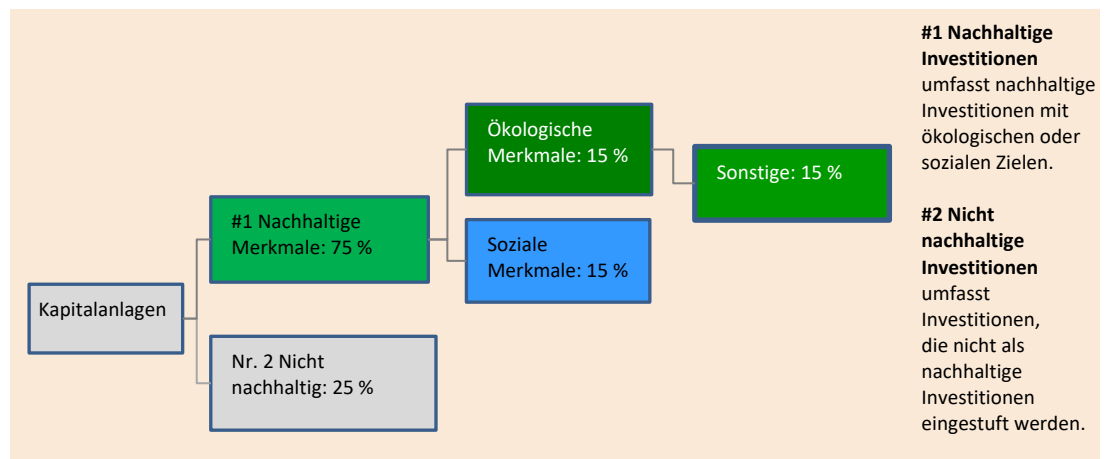 Kapitalanlagen
#1 Nachhaltige
Merkmale: 75 %
Nr. 2 Nicht
nachhaltig: 25 %
Ökologische
Merkmale: 15 %
Soziale
Merkmale: 15 %
Sonstige: 15 %
#1 Nachhaltige
Investitionen
umfasst nachhaltige
Investitionen mit
ökologischen oder
sozialen Zielen.
#2 Nicht
nachhaltige
Investitionen
umfasst
Investitionen,
die nicht als
nachhaltige
Investitionen
eingestuft werden.